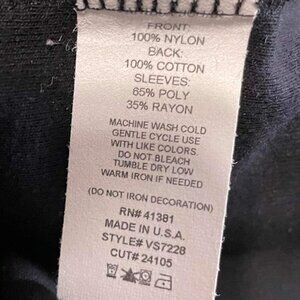 FRONT:
100% NYLON
BACK:
100% COTTON
SLEEVES:
65% POLY
35% RAYON
MACHINE WASH COLD
GENTLE CYCLE USE
WITH LIKE COLORS
DO NOT BLEACH
TUMBLE DRY LOW
WARM IRON IF NEEDED
(DO NOT IRON DECORATION)
RN# 41381
MADE IN U.S.A.
STYLE# VS7228
CUT# 24105